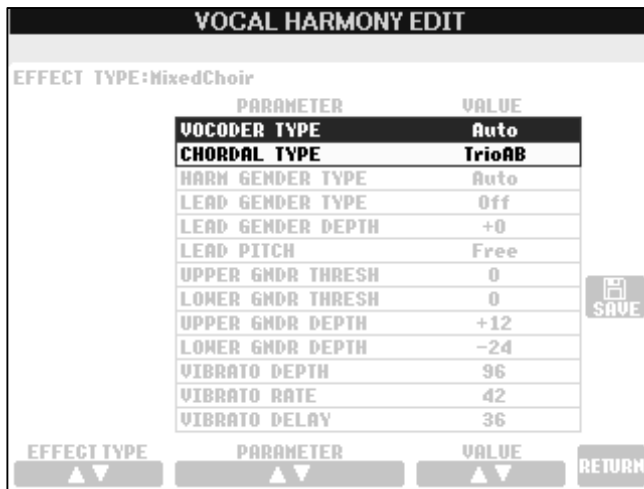 VOCAL HARMONY EDIT
EFFECT TYPE:MixedChoir
PARAMETER VALUE
VOCODER TYPE Auto
CHORDAL TYPE TrioAB
HARM GENDER TYPE Auto
LEAD GENDER TYPE Off
LEAD GENDER DEPTH +0
LEAD PITCH Free
UPPER GNDR THRESH 0
LOWER GNDR THRESH 0
UPPER GNDR DEPTH +12
LOWER GNDR DEPTH -24
VIBRATO DEPTH 96
VIBRATO RATE 42
VIBRATO DELAY 36
SAVE
EFFECT TYPE PARAMETER VALUE
RETURN